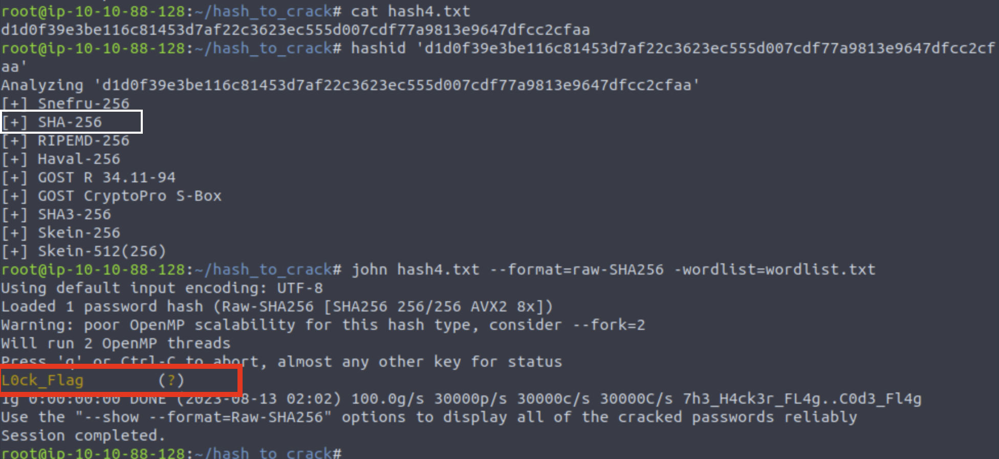 root@ip-10-10-88-128:~/hash_to_crack# cat hash4.txt
d1d0f39e3be116c81453d7af22c3623ec555d007cdf77a9813e9647dfcc2cfaa
root@ip-10-10-88-128:~/hash_to_crack# hashid 'd1d0f39e3be116c81453d7af22c3623ec555d007cdf77a9813e9647dfcc2cf
aa'
Analyzing 'd1d0f39e3be116c81453d7af22c3623ec555d007cdf77a9813e9647dfcc2cfaa'
[+] Snefru-256
[+] SHA-256
[+] RIPEMD-256
[+] Haval-256
[+] GOST R 34.11-94
[+] GOST CryptoPro S-Box
[+] SHA3-256
[+] Skein-256
[+] Skein-512(256)
root@ip-10-10-88-128:~/hash_to_crack# john hash4.txt --format=raw-SHA256 -wordlist=wordlist.txt
Using default input encoding: UTF-8
Loaded 1 password hash (Raw-SHA256 [SHA256 256/256 AVX2 8x])
Warning: poor OpenMP scalability for this hash type, consider --fork=2
Will run 2 OpenMP threads
Press 'q' or Ctrl-C to abort, almost any other key for status
L0ck_Flag (?)
1g 0:00:00:00 DONE (2023-08-13 02:02) 100.0g/s 30000p/s 30000c/s 30000C/s 7h3_H4ck3r_FL4g..C0d3_Fl4g
Use the "--show --format=Raw-SHA256" options to display all of the cracked passwords reliably
Session completed.
root@ip-10-10-88-128:~/hash_to_crack#